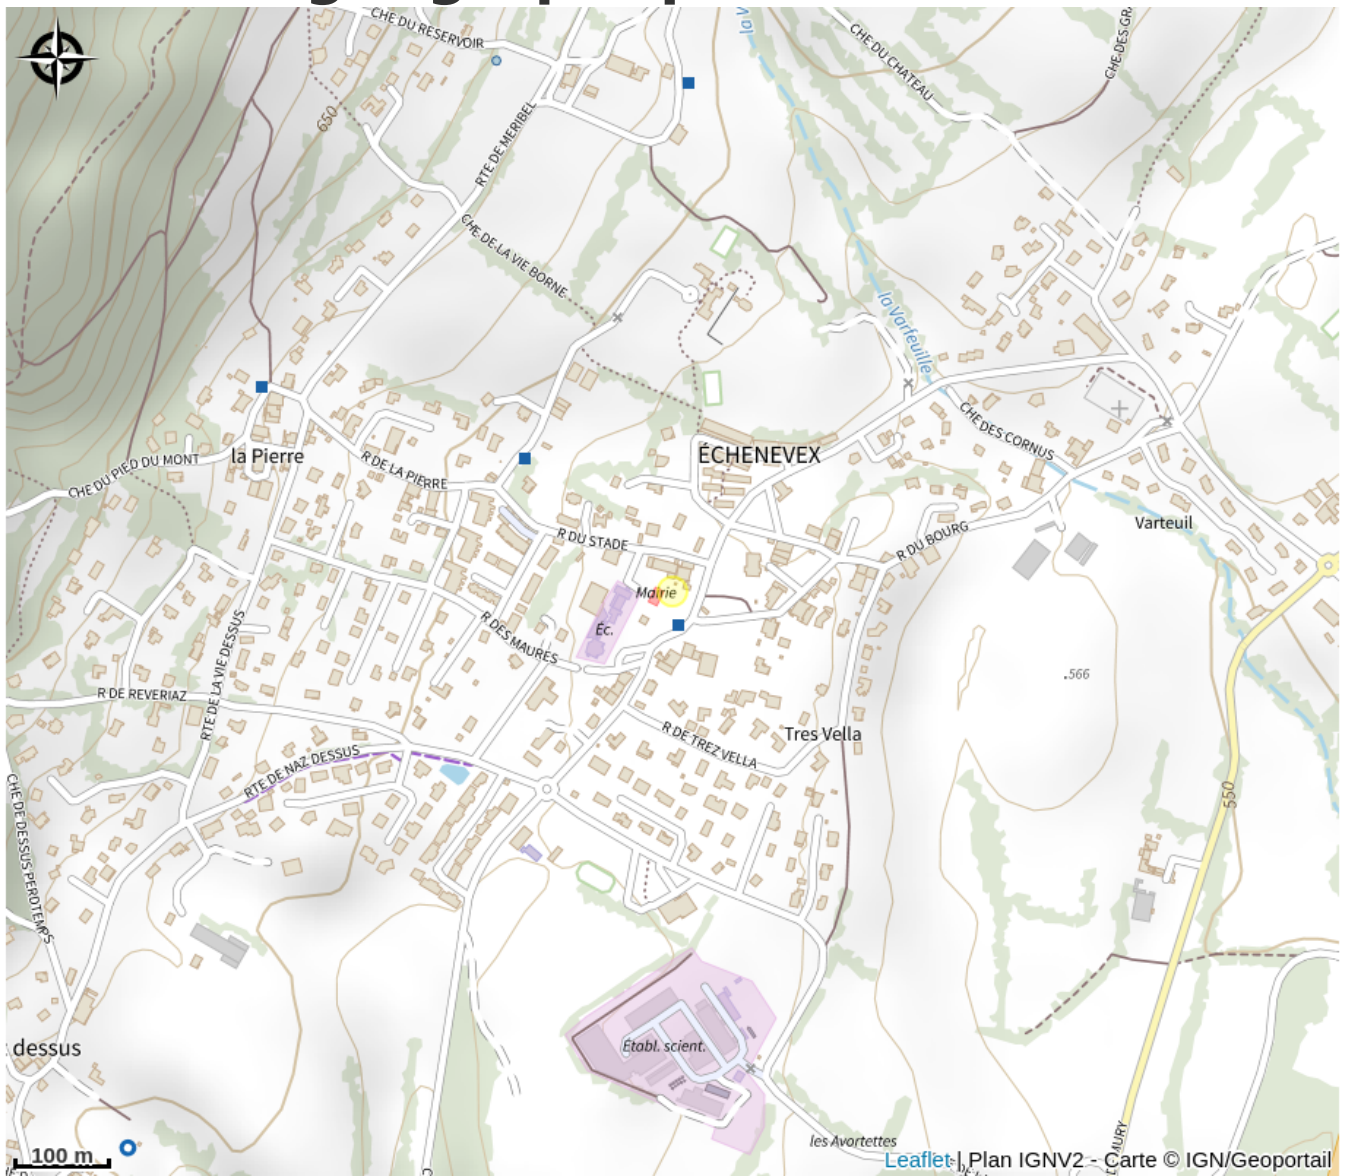 CHE DU RESERVOIR
la V
CHE DU CHATEAU
CHE DES GR
650
RTE DE MERIBEL
CHE DE LA VIE BORNE
la Varfeuille
CHE DES CORNUS
la Pierre
CHE DU PIED DU MONT
R DE LA PIERRE
ÉCHENEVEX
Varteuil
R DU STADE
R DU BOURG
Mairie
Éc.
R DES MAURES
RTE DE LA VIE DESSUS
R DE REVERIAZ
.566
Tres Vella
R DE TREZ VELLA
RTE DE NAZ DESSUS
550
CHE DE DESSUS PERDTEMPS
dessus
Établ. scient.
les Avortettes
100 m
Leaflet | Plan IGNV2 - Carte © IGN/Geoportail